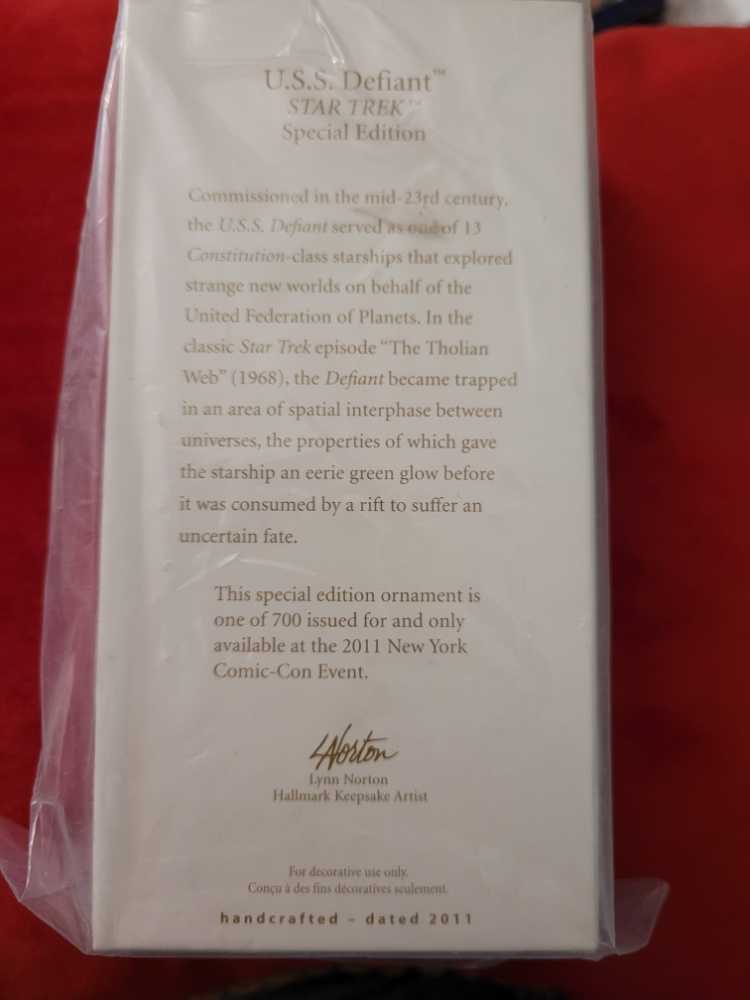 U.S.S. Defiant™
STAR TREK™
Special Edition
Commissioned in the mid-23rd century,
the U.S.S. Defiant served as one of 13
Constitution-class starships that explored
strange new worlds on behalf of the
United Federation of Planets. In the
classic Star Trek episode “The Tholian
Web” (1968), the Defiant became trapped
in an area of spatial interphase between
universes, the properties of which gave
the starship an eerie green glow before
it was consumed by a rift to suffer an
uncertain fate.
This special edition ornament is
one of 700 issued for and only
available at the 2011 New York
Comic-Con Event.
LNorton
Lynn Norton
Hallmark Keepsake Artist
For decorative use only.
Conçu à des fins décoratives seulement.
handcrafted – dated 2011